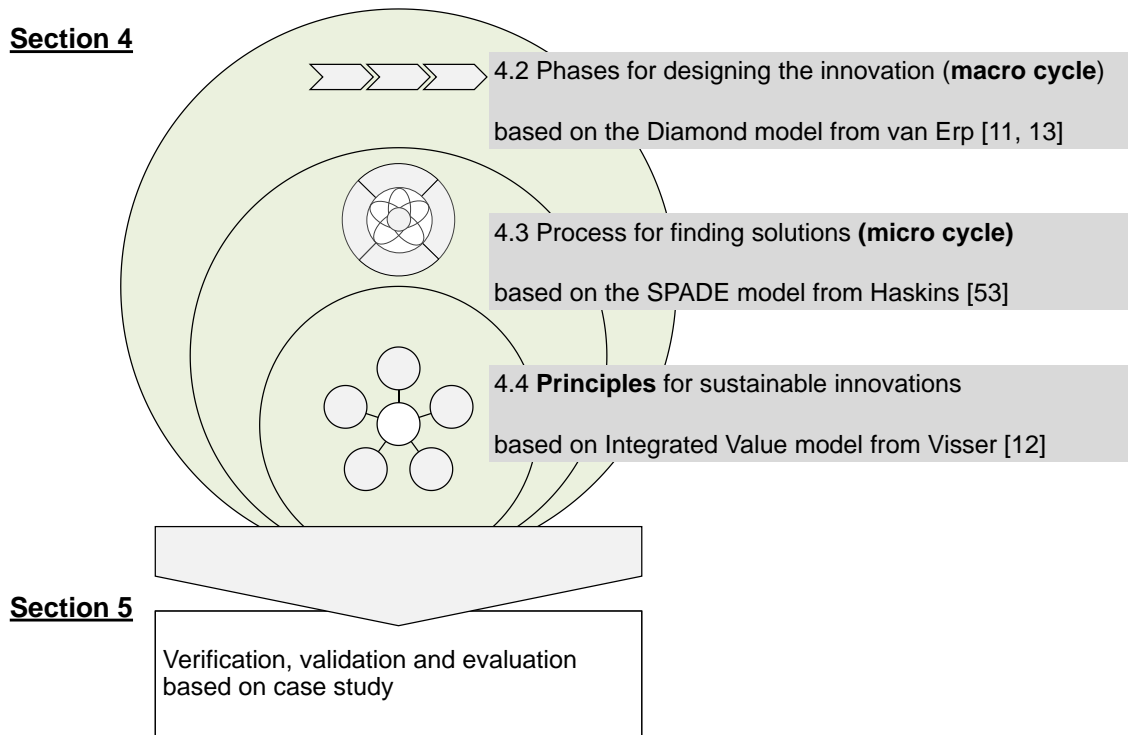 Section 4
4.2 Phases for designing the innovation (macro cycle)
based on the Diamond model from van Erp [11, 13]
4.3 Process for finding solutions (micro cycle)
based on the SPADE model from Haskins [53]
4.4 Principles for sustainable innovations
based on Integrated Value model from Visser [12]
Section 5
Verification, validation and evaluation
based on case study